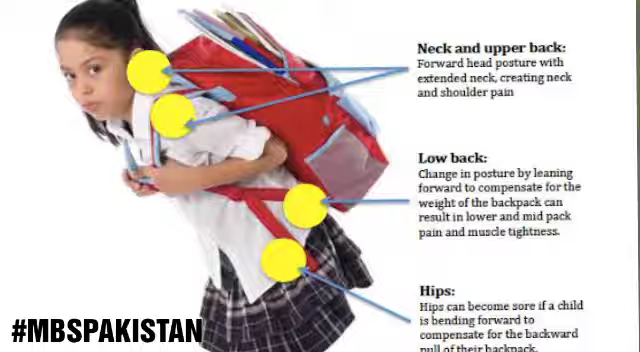 Neck and upper back:
Forward head posture with
extended neck, creating neck
and shoulder pain
Low back:
Change in posture by leaning
forward to compensate for the
weight of the backpack can
result in lower and mid pack
pain and muscle tightness.
Hips:
Hips can become sore if a child
is bending forward to
compensate for the backward
pull of their backpack.
#MBSPAKISTAN